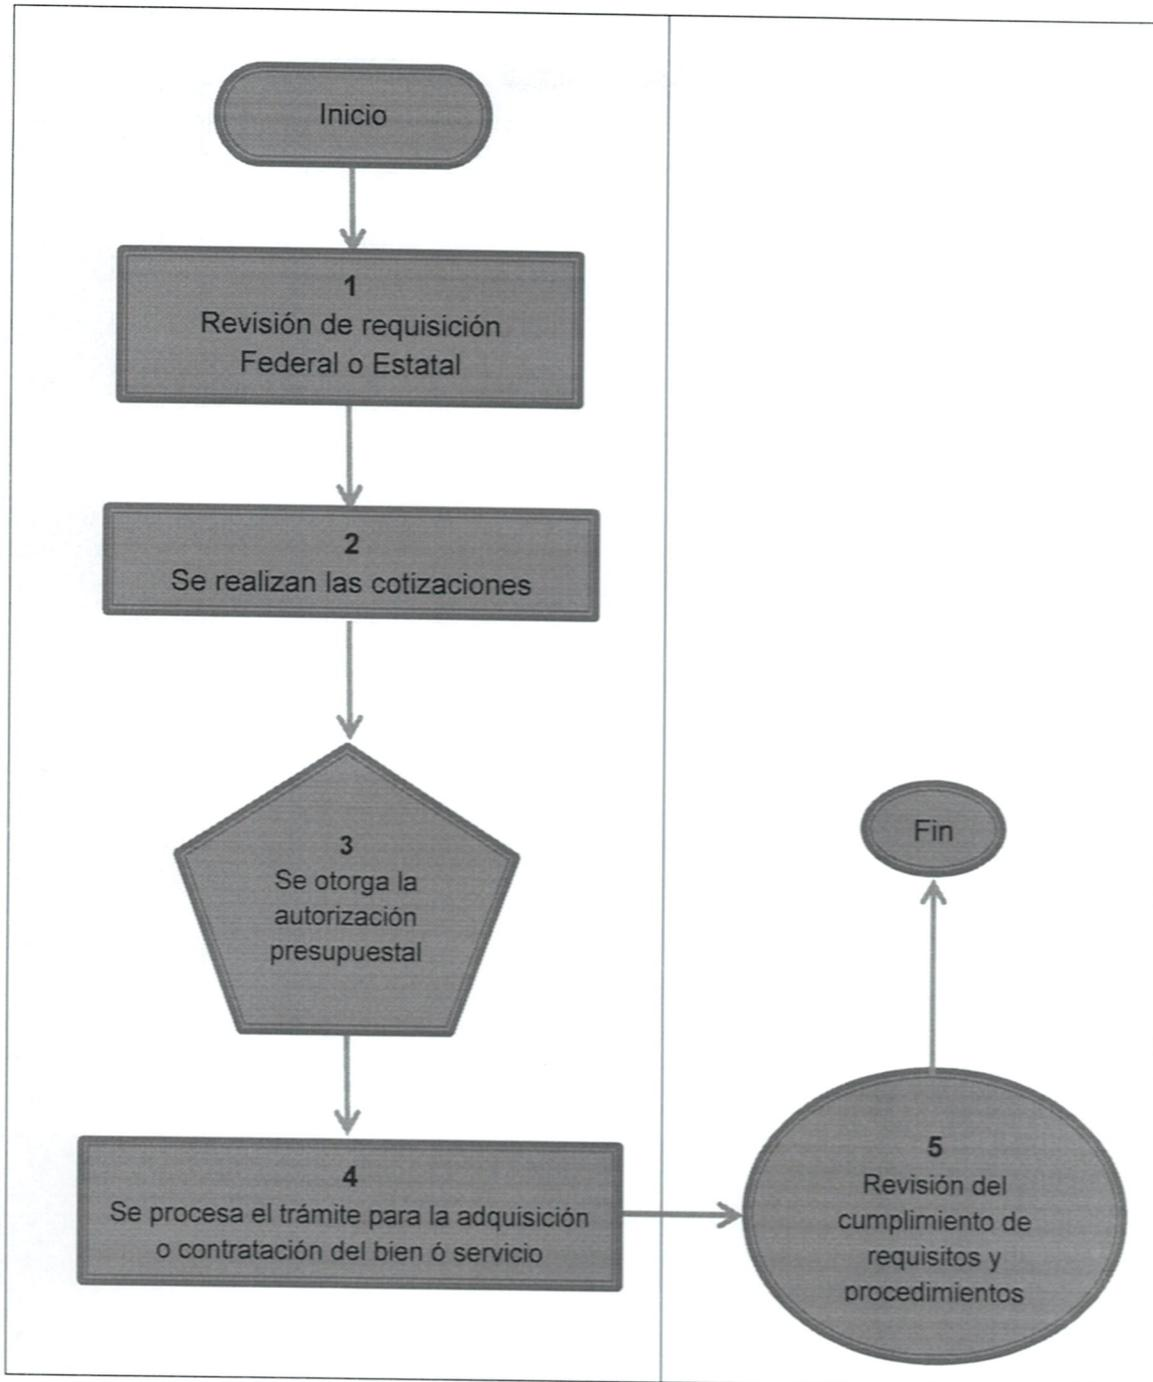 Inicio
1
Revisión de requisición
Federal o Estatal
2
Se realizan las cotizaciones
3
Se otorga la
autorización
presupuestal
4
Se procesa el trámite para la adquisición
o contratación del bien ó servicio
5
Revisión del
cumplimiento de
requisitos y
procedimientos
Fin